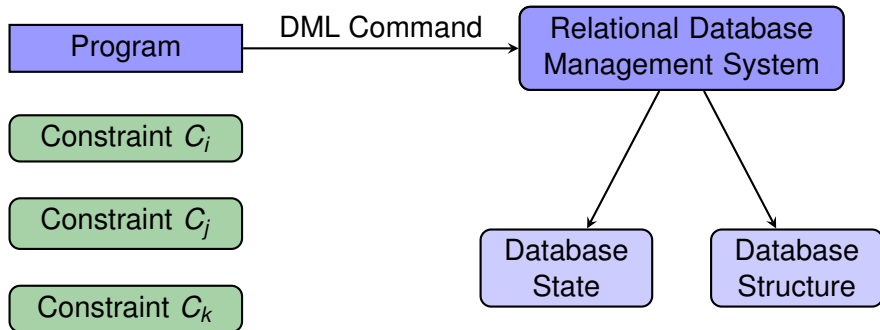 Program
DML Command
Relational Database
Management System
Constraint C_i
Constraint C_j
Constraint C_k
Database
State
Database
Structure